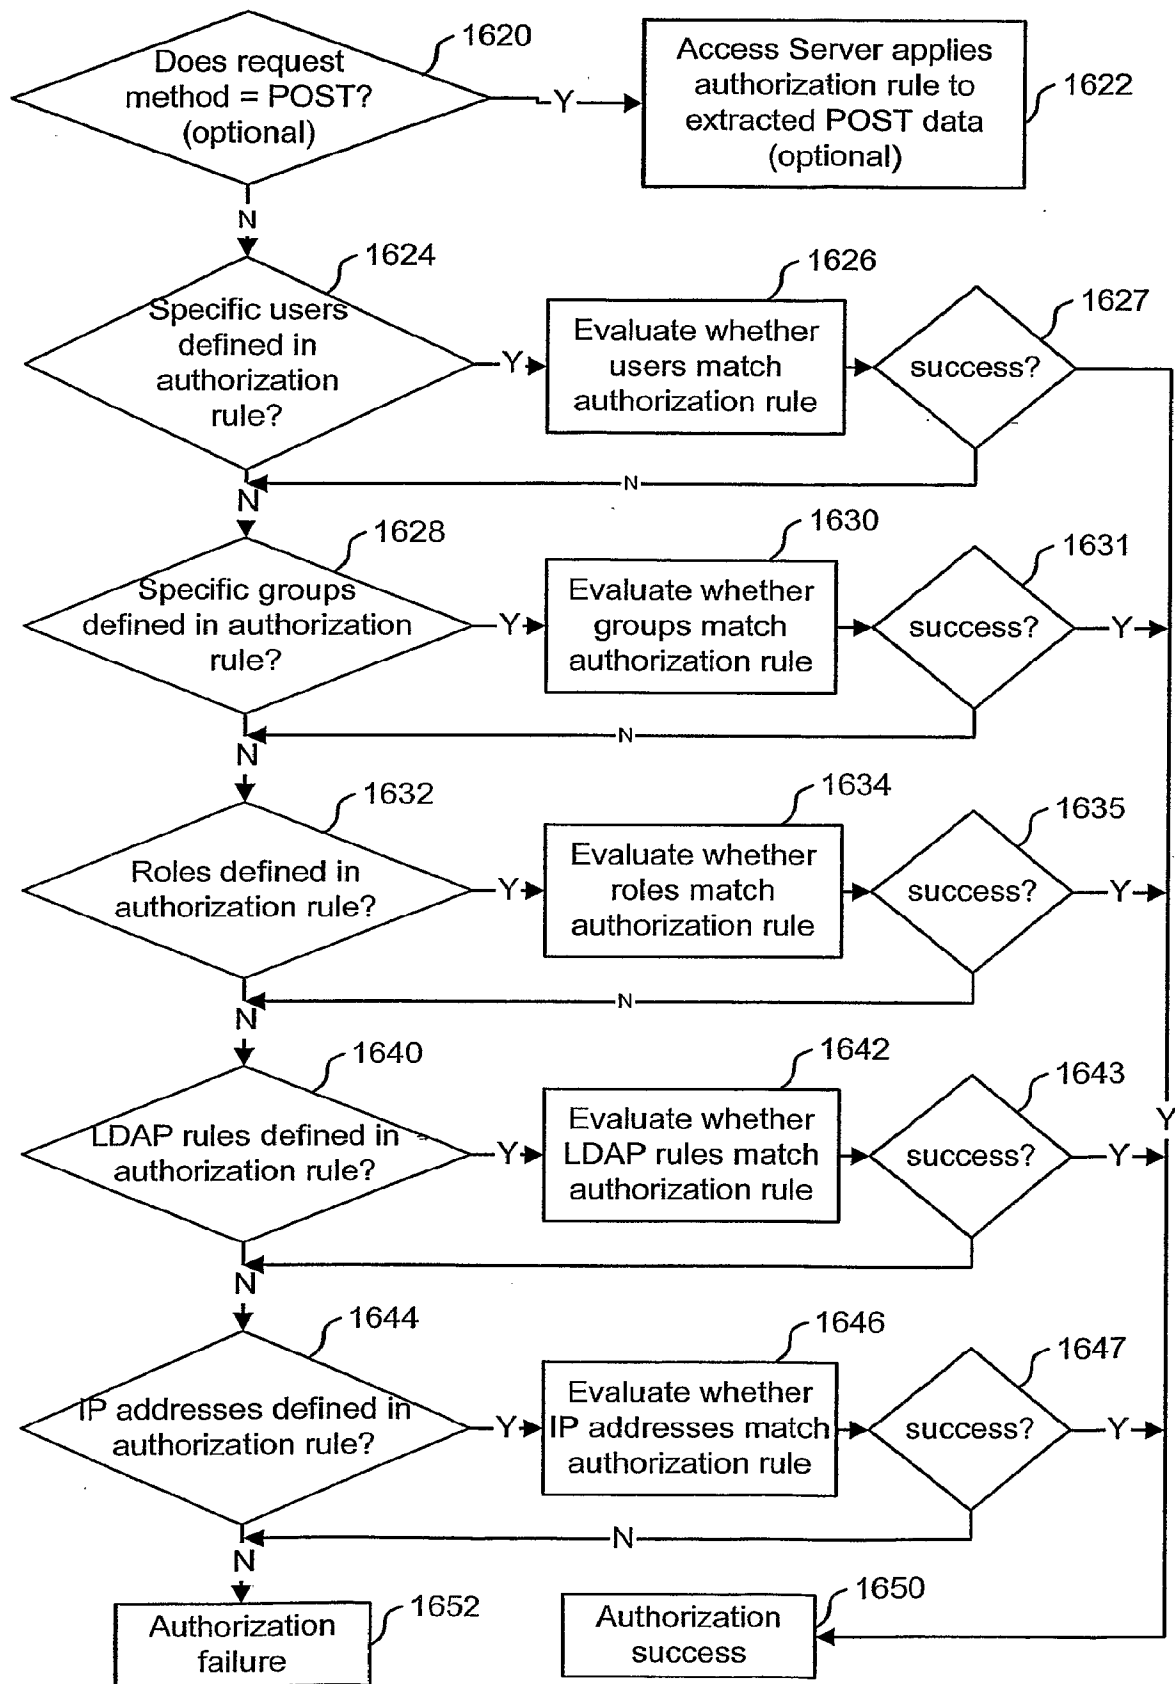 1620
Does request
method = POST?
(optional)
Y
Access Server applies
authorization rule to
extracted POST data
(optional)
1622
N
1624
Specific users
defined in
authorization
rule?
Y
1626
Evaluate whether
users match
authorization rule
1627
success?
N
N
1628
Specific groups
defined in authorization
rule?
Y
1630
Evaluate whether
groups match
authorization rule
1631
success?
Y
N
N
1632
Roles defined in
authorization rule?
Y
1634
Evaluate whether
roles match
authorization rule
1635
success?
Y
N
N
1640
LDAP rules defined in
authorization rule?
Y
1642
Evaluate whether
LDAP rules match
authorization rule
1643
success?
Y
Y
N
1644
IP addresses defined in
authorization rule?
Y
1646
Evaluate whether
IP addresses match
authorization rule
1647
success?
Y
N
N
1652
Authorization
failure
1650
Authorization
success